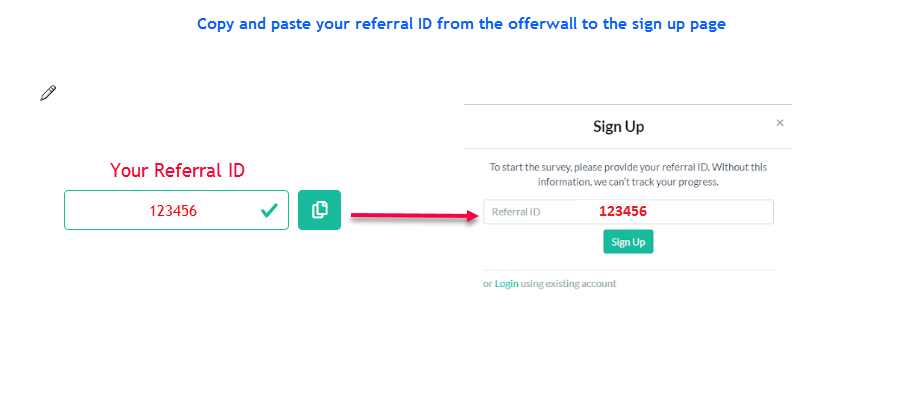 Copy and paste your referral ID from the offerwall to the sign up page
Your Referral ID
123456
Sign Up
×
To start the survey, please provide your referral ID. Without this
information, we can't track your progress.
Referral ID 123456
Sign Up
or Login using existing account